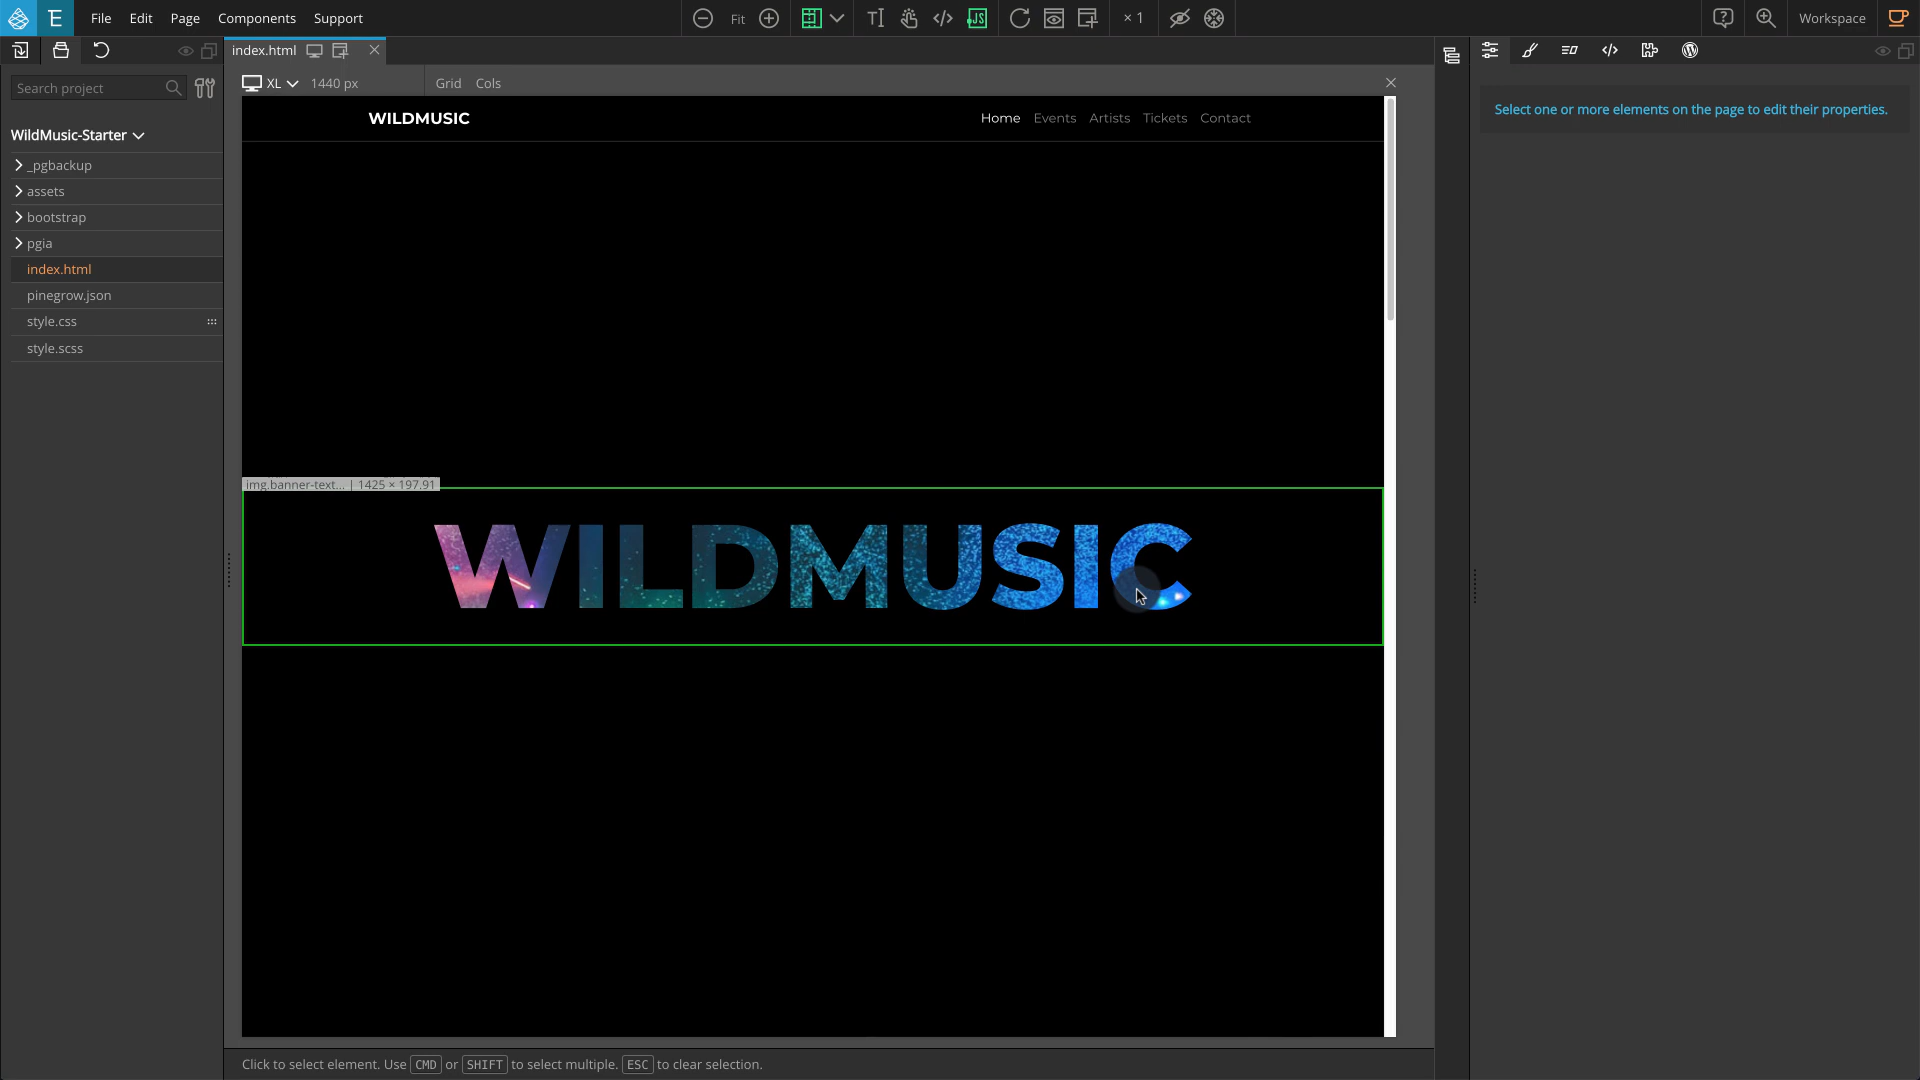 E File Edit Page Components Support Fit JS × 1 Workspace
index.html
Search project
XL 1440 px Grid Cols
WildMusic-Starter
_pgbackup
assets
bootstrap
pgia
index.html
pinegrow.json
style.css
style.scss
WILDMUSIC Home Events Artists Tickets Contact
img.banner-text... | 1425 × 197.91
WILDMUSIC
Click to select element. Use CMD or SHIFT to select multiple. ESC to clear selection.
Select one or more elements on the page to edit their properties.